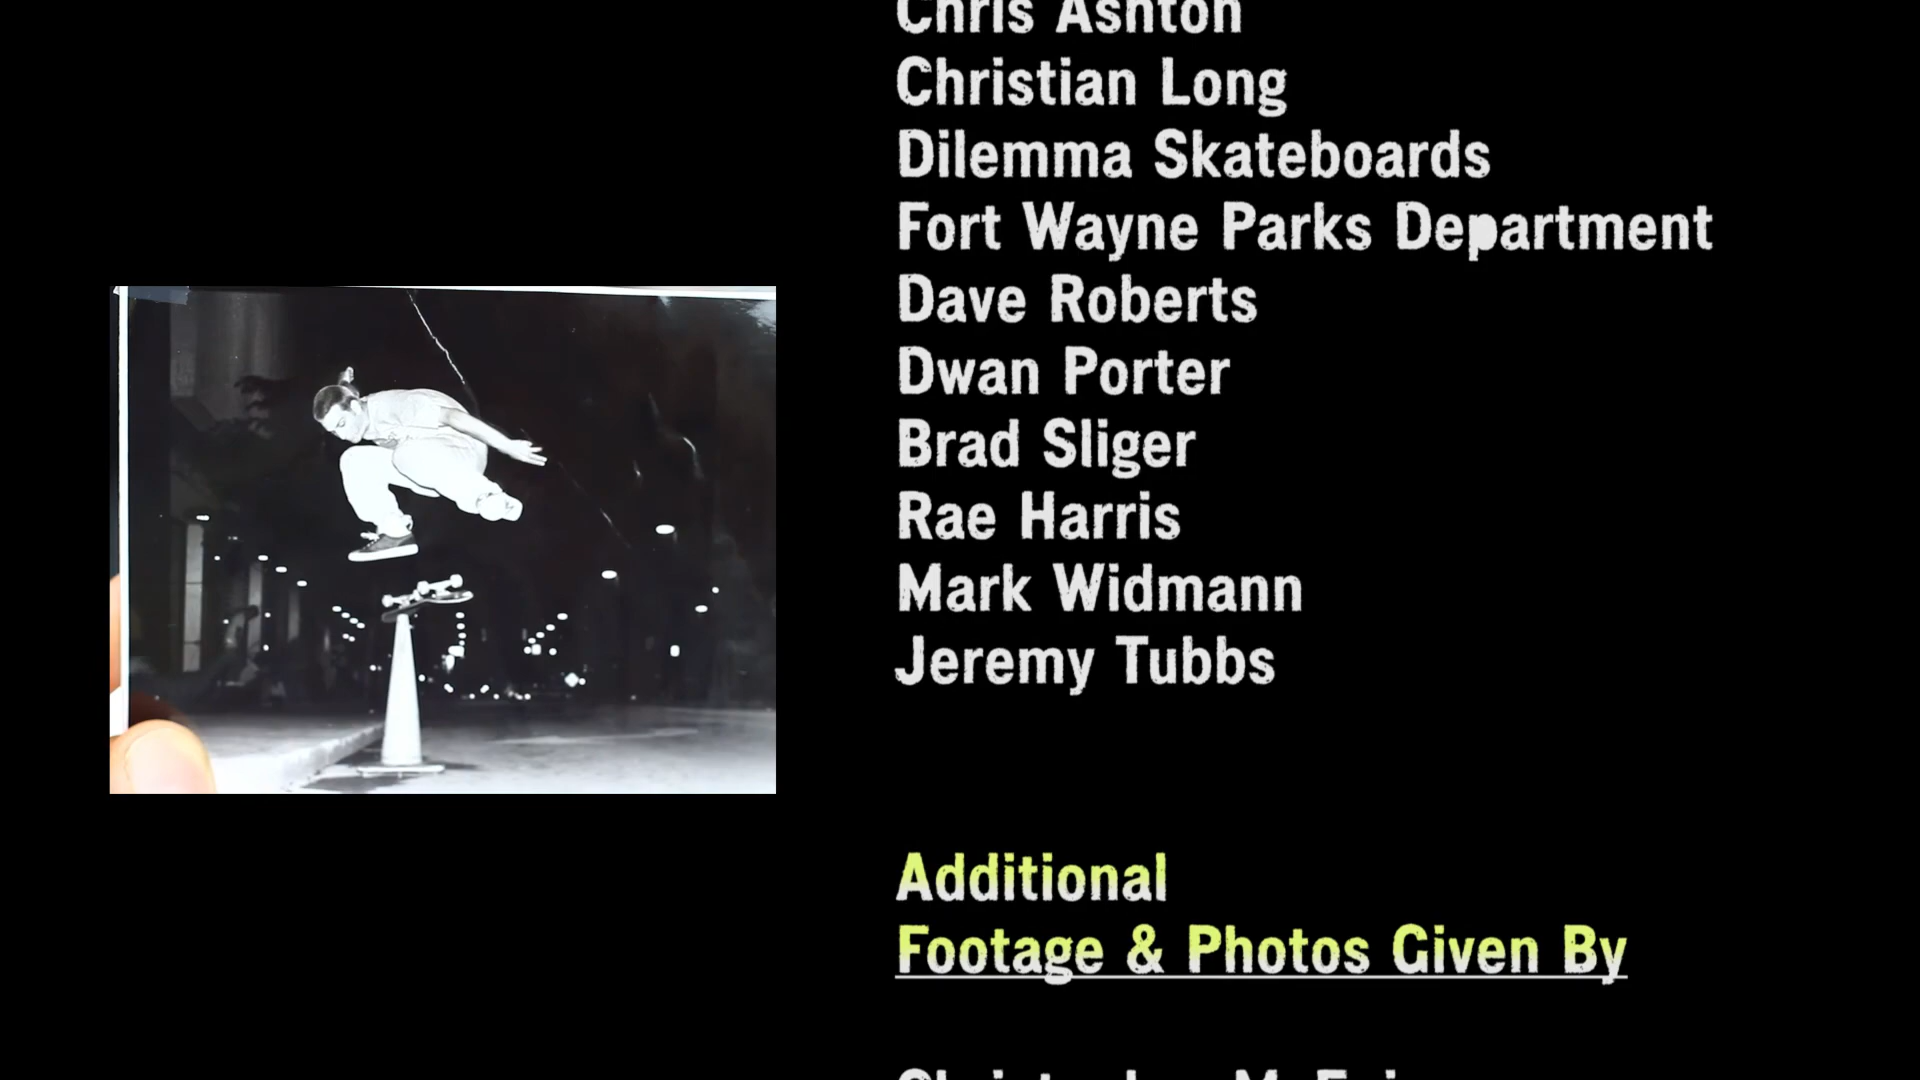 Chris Ashton
Christian Long
Dilemma Skateboards
Fort Wayne Parks Department
Dave Roberts
Dwan Porter
Brad Sliger
Rae Harris
Mark Widmann
Jeremy Tubbs
Additional
Footage & Photos Given By